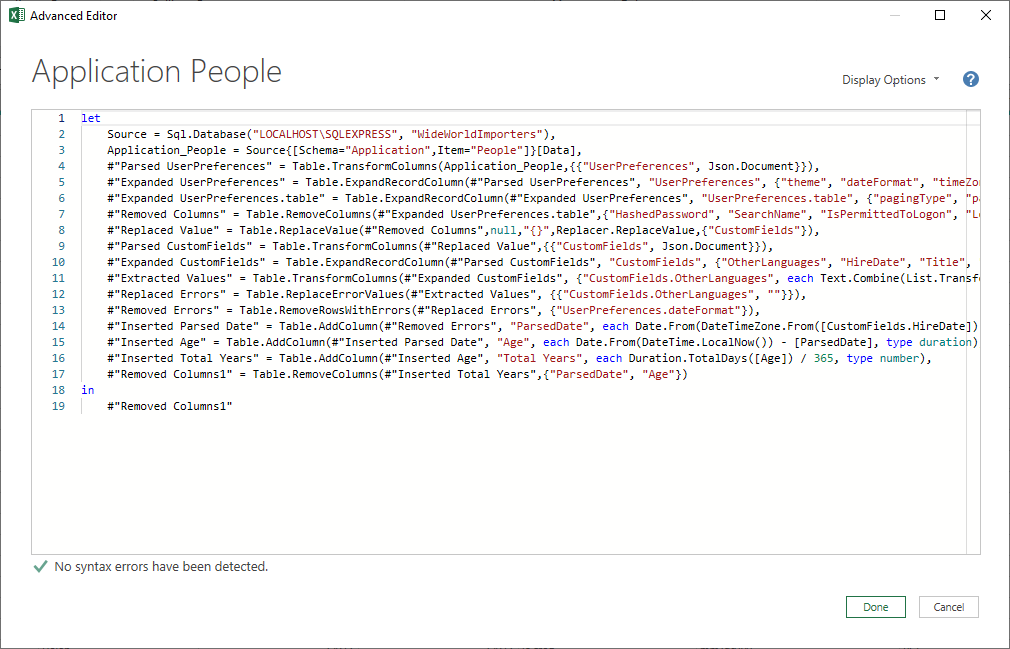 Advanced Editor
Application People
Display Options
?
1 let
2 Source = Sql.Database("LOCALHOST\SQLEXPRESS", "WideWorldImporters"),
3 Application_People = Source{[Schema="Application",Item="People"]}[Data],
4 #"Parsed UserPreferences" = Table.TransformColumns(Application_People,{{"UserPreferences", Json.Document}}),
5 #"Expanded UserPreferences" = Table.ExpandRecordColumn(#"Parsed UserPreferences", "UserPreferences", {"theme", "dateFormat", "timeZo
6 #"Expanded UserPreferences.table" = Table.ExpandRecordColumn(#"Expanded UserPreferences", "UserPreferences.table", {"pagingType", "p
7 #"Removed Columns" = Table.RemoveColumns(#"Expanded UserPreferences.table",{"HashedPassword", "SearchName", "IsPermittedToLogon", "L
8 #"Replaced Value" = Table.ReplaceValue(#"Removed Columns",null,"{}",Replacer.ReplaceValue,{"CustomFields"}),
9 #"Parsed CustomFields" = Table.TransformColumns(#"Replaced Value",{{"CustomFields", Json.Document}}),
10 #"Expanded CustomFields" = Table.ExpandRecordColumn(#"Parsed CustomFields", "CustomFields", {"OtherLanguages", "HireDate", "Title",
11 #"Extracted Values" = Table.TransformColumns(#"Expanded CustomFields", {"CustomFields.OtherLanguages", each Text.Combine(List.Transf
12 #"Replaced Errors" = Table.ReplaceErrorValues(#"Extracted Values", {{"CustomFields.OtherLanguages", ""}}),
13 #"Removed Errors" = Table.RemoveRowsWithErrors(#"Replaced Errors", {"UserPreferences.dateFormat"}),
14 #"Inserted Parsed Date" = Table.AddColumn(#"Removed Errors", "ParsedDate", each Date.From(DateTimeZone.From([CustomFields.HireDate])
15 #"Inserted Age" = Table.AddColumn(#"Inserted Parsed Date", "Age", each Date.From(DateTime.LocalNow()) - [ParsedDate], type duration)
16 #"Inserted Total Years" = Table.AddColumn(#"Inserted Age", "Total Years", each Duration.TotalDays([Age]) / 365, type number),
17 #"Removed Columns1" = Table.RemoveColumns(#"Inserted Total Years",{"ParsedDate", "Age"})
18 in
19 #"Removed Columns1"
No syntax errors have been detected.
Done
Cancel